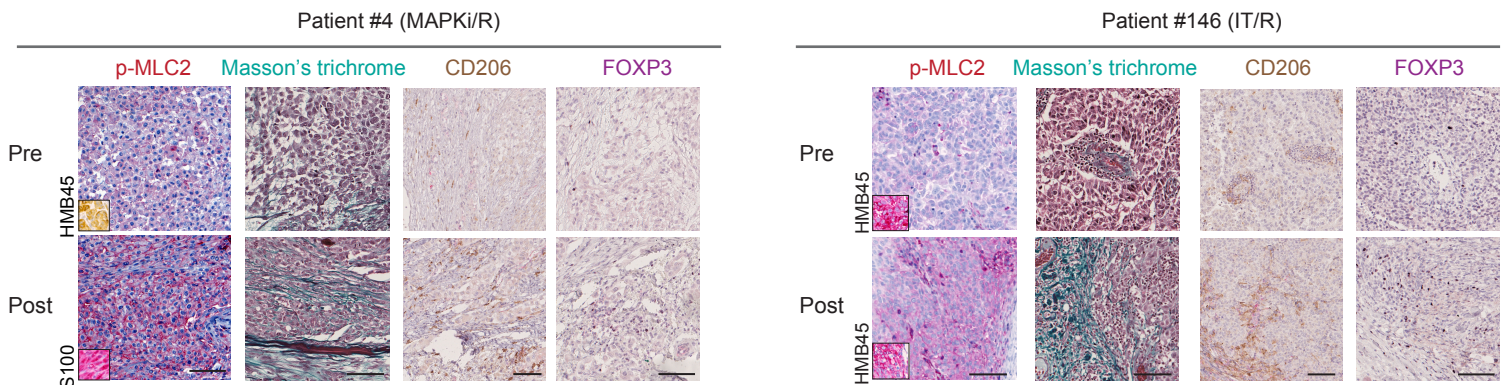 Patient #4 (MAPKi/R)
p-MLC2 Masson's trichrome CD206 FOXP3
Pre
HMB45
Post
S100
Patient #146 (IT/R)
p-MLC2 Masson's trichrome CD206 FOXP3
Pre
HMB45
Post
HMB45